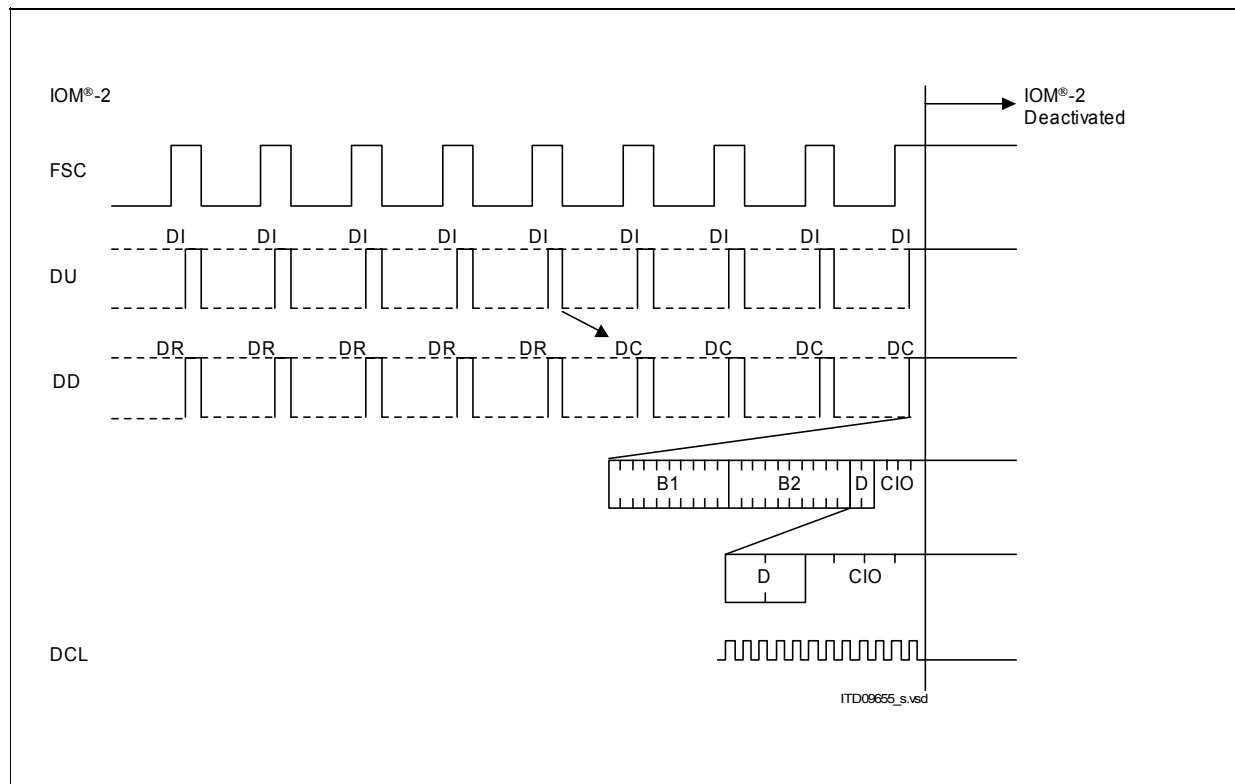 IOM®-2
IOM®-2
Deactivated
FSC
DI DI DI DI DI DI DI DI DI
DU
DR DR DR DR DR DC DC DC DC
DD
B1 B2 D CIO
D CIO
DCL
ITD09655_s.vsd